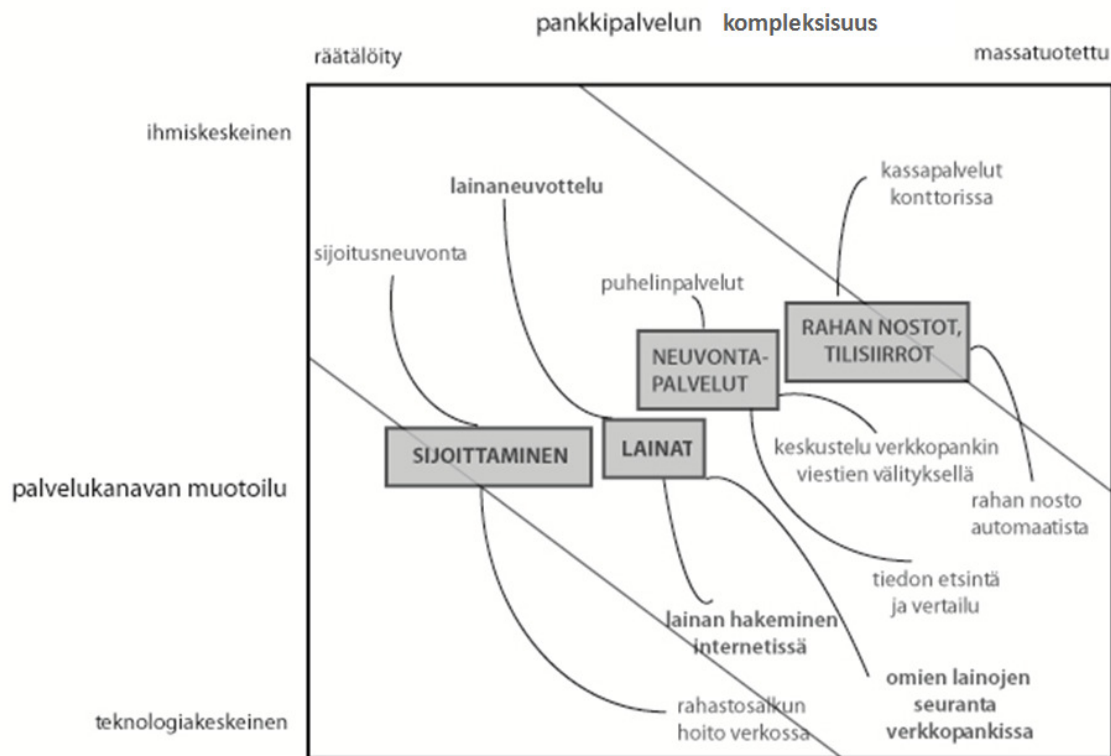 pankkipalvelun kompleksisuus
räätälöity
massatuotettu
ihmiskeskeinen
kassapalvelut
konttorissa
lainaneuvottelu
sijoitusneuvonta
puhelinpalvelut
RAHAN NOSTOT,
TILISIIRROT
NEUVONTA-
PALVELUT
SIJOITTAMINEN
LAINAT
keskustelu verkkopankin
viestien välityksellä
palvelukanavan muotoilu
rahan nosto
automaatista
tiedon etsintä
ja vertailu
lainan hakeminen
internetissä
omien lainojen
seuranta
verkkopankissa
rahastosalkun
hoito verkossa
teknologiakeskeinen